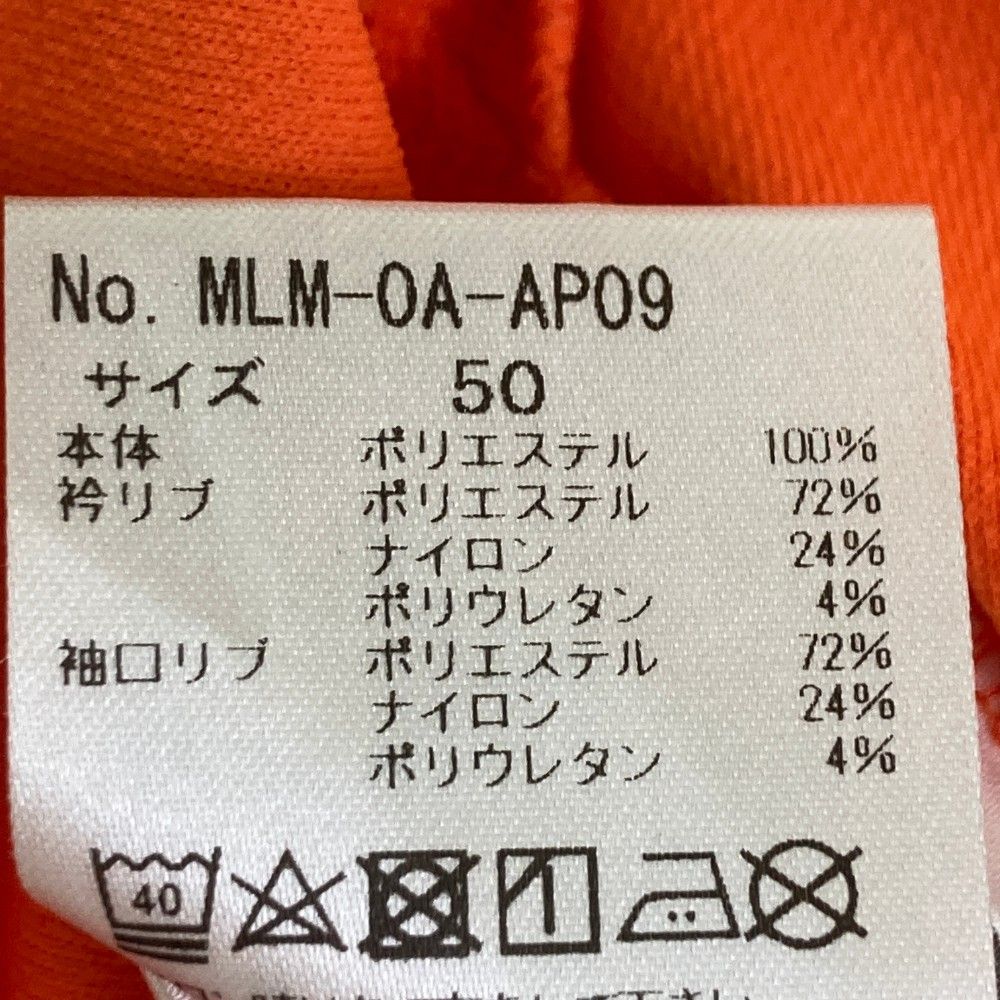 No. MLM-OA-AP09
サイズ 50
本体 ポリエステル 100%
衿リブ ポリエステル 72%
ナイロン 24%
ポリウレタン 4%
袖口リブ ポリエステル 72%
ナイロン 24%
ポリウレタン 4%
40